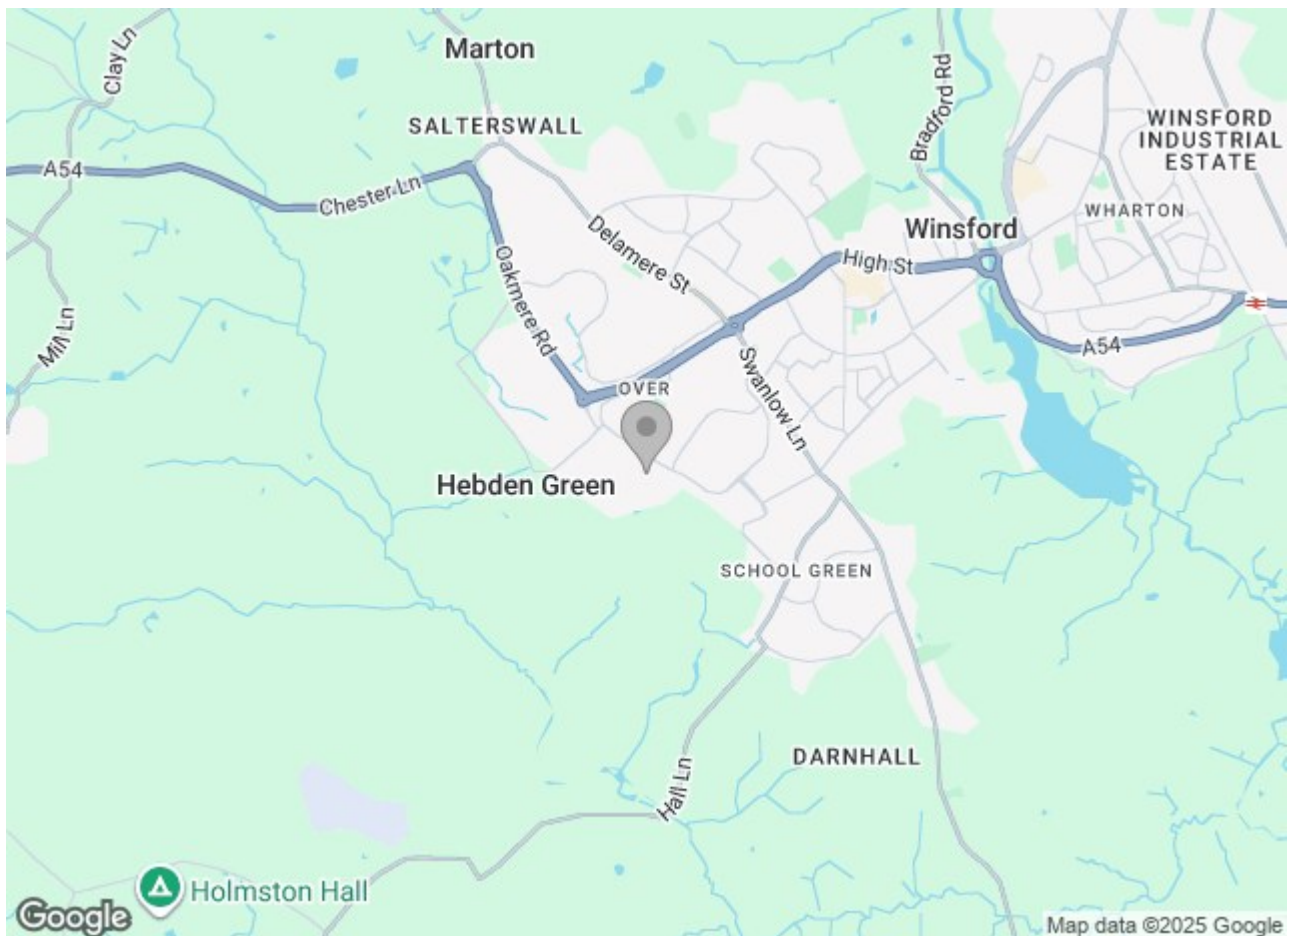 Marton
Clay Ln
SALTERSWALL
Bradford Rd
WINSFORD
INDUSTRIAL
ESTATE
A54
Chester Ln
WHARTON
Winsford
Delamere St
High St
Oakmere Rd
Mill Ln
A54
Swanlow Ln
OVER
Hebden Green
SCHOOL GREEN
DARNHALL
Hall Ln
Holmston Hall
Google
Map data ©2025 Google